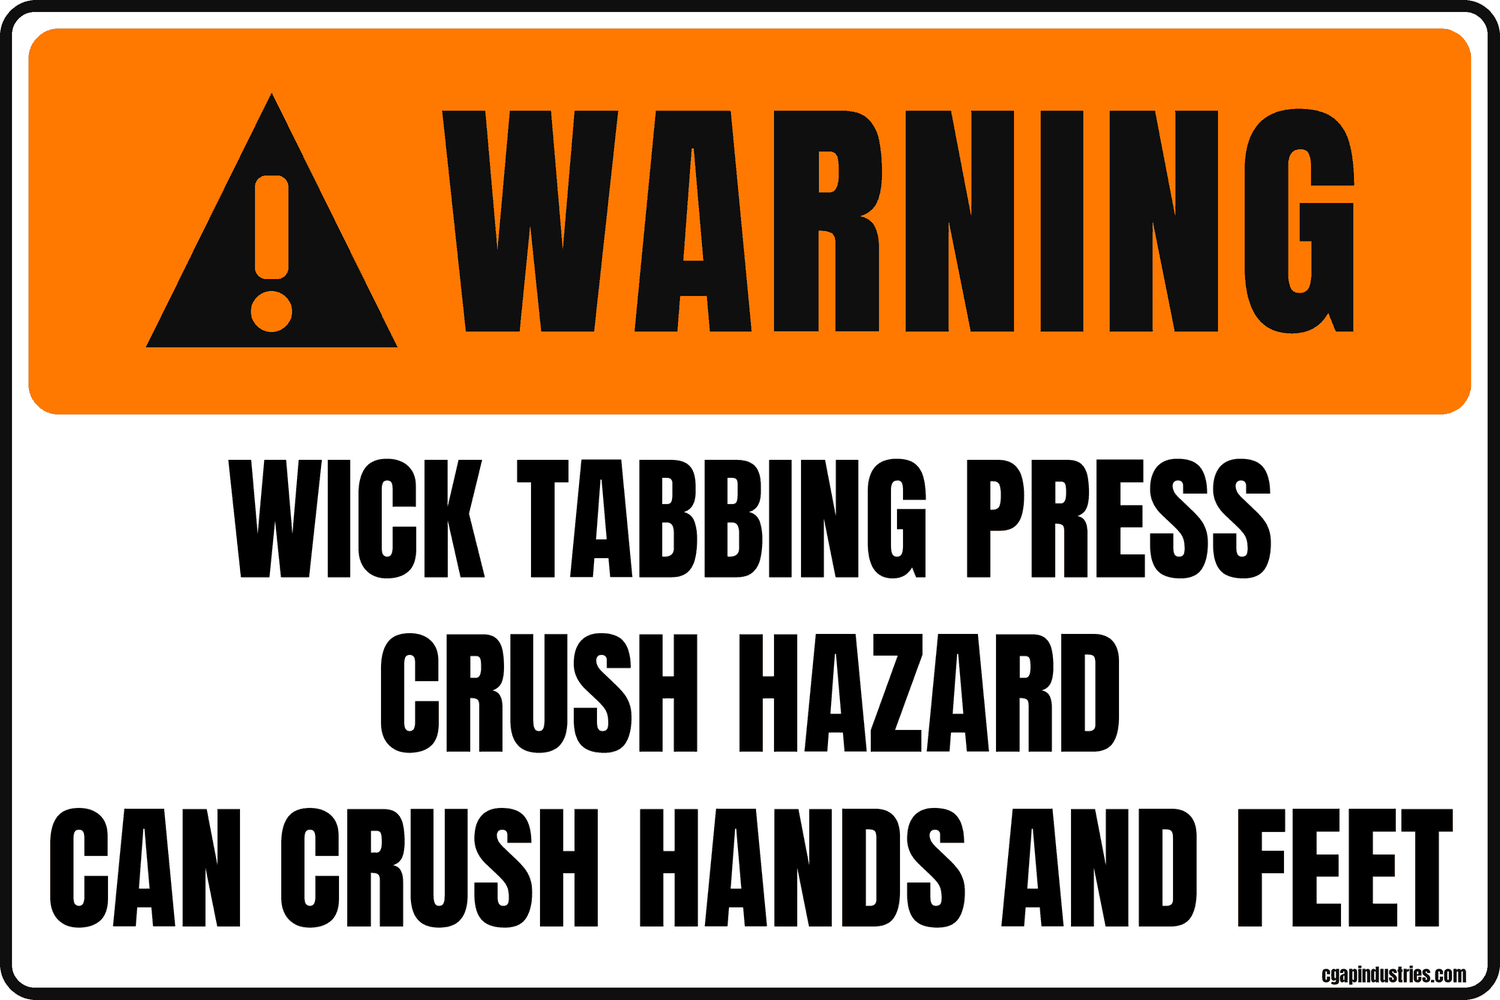 WARNING
WICK TABBING PRESS
CRUSH HAZARD
CAN CRUSH HANDS AND FEET
cgapindustries.com